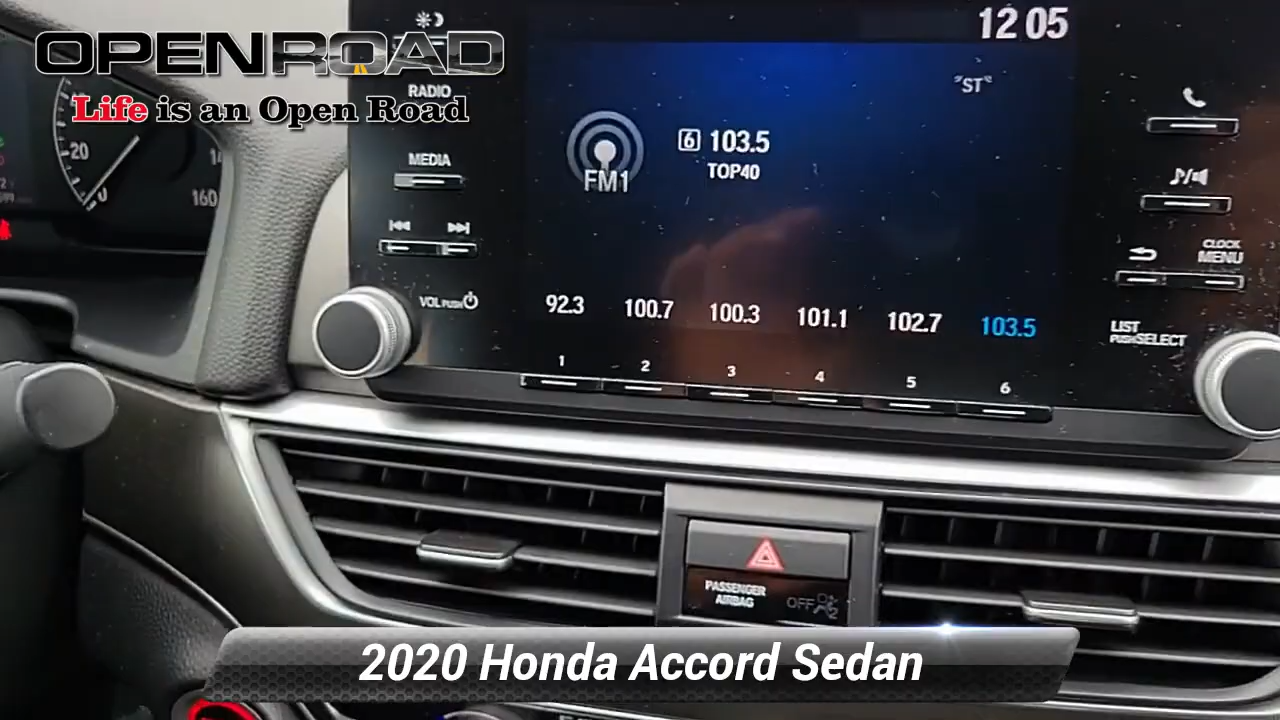 OPENROAD
Life is an Open Road
12 05
RADIO
"ST"
MEDIA
6 103.5
TOP40
FM1
20
0
160
VOL PUSH
CLOCK
MENU
92.3 100.7 100.3 101.1 102.7 103.5
LIST
PUSH SELECT
1 2 3 4 5 6
PASSENGER
AIRBAG
OFF
2
2020 Honda Accord Sedan